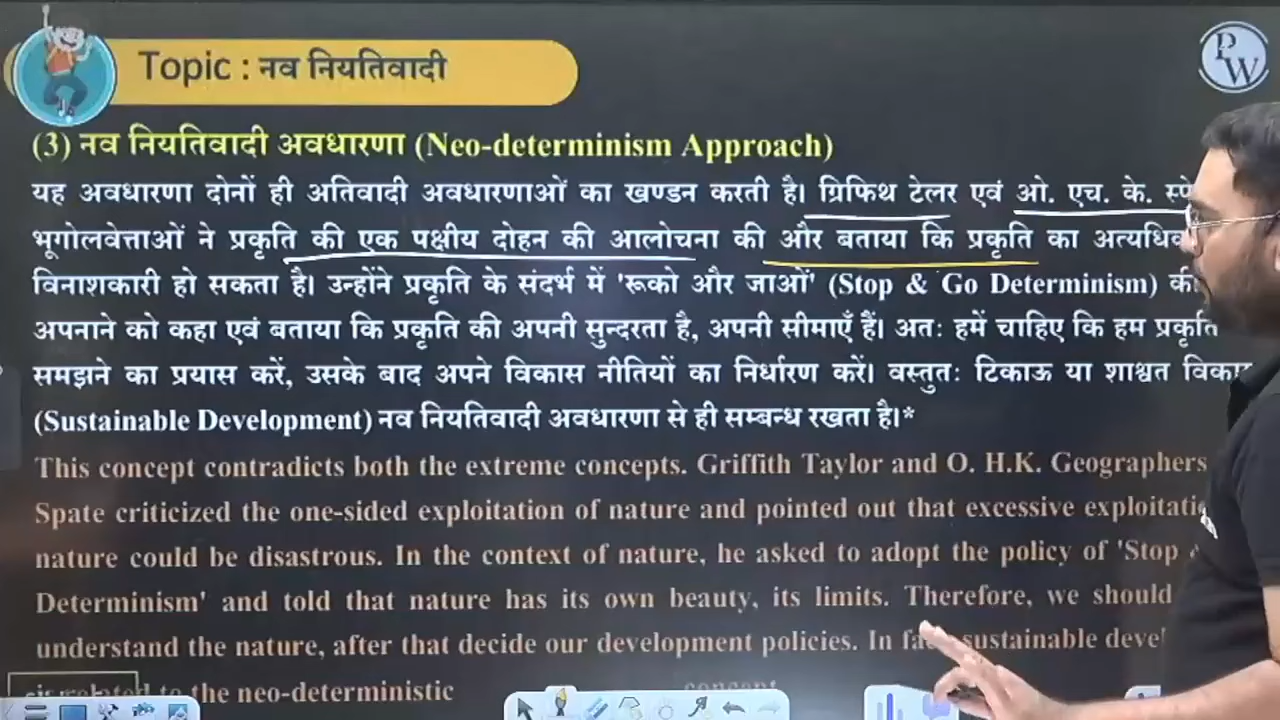 Topic : नव नियतिवादी
PW
(3) नव नियतिवादी अवधारणा (Neo-determinism Approach)
यह अवधारणा दोनों ही अतिवादी अवधारणाओं का खण्डन करती है। ग्रिफिथ टेलर एवं ओ. एच. के.
भूगोलवेत्ताओं ने प्रकृति की एक पक्षीय दोहन की आलोचना की और बताया कि प्रकृति का
विनाशकारी हो सकता है। उन्होंने प्रकृति के संदर्भ में 'रूको और जाओं' (Stop & Go Determinism) की
अपनाने को कहा एवं बताया कि प्रकृति की अपनी सुन्दरता है, अपनी सीमाएँ हैं। अतः हमें चाहिए कि हम प्रकृति
समझने का प्रयास करें, उसके बाद अपने विकास नीतियों का निर्धारण करें। वस्तुतः टिकाऊ या शाश्वत
(Sustainable Development) नव नियतिवादी अवधारणा से ही सम्बन्ध रखता है।*
This concept contradicts both the extreme concepts. Griffith Taylor and O. H.K. Geographers
Spate criticized the one-sided exploitation of nature and pointed out that excessive
nature could be disastrous. In the context of nature, he asked to adopt the policy of 'Stop
Determinism' and told that nature has its own beauty, its limits. Therefore, we should
understand the nature, after that decide our development policies. In sustainable
to the neo-deterministic concept